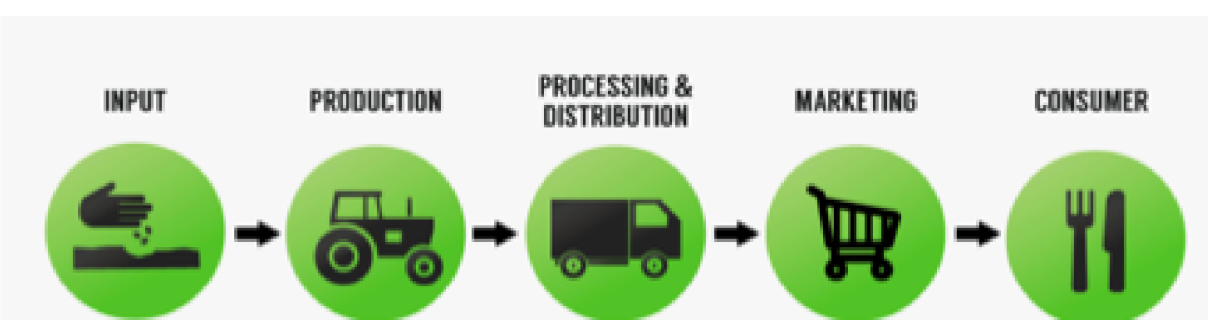 INPUT
PRODUCTION
PROCESSING &
DISTRIBUTION
MARKETING
CONSUMER